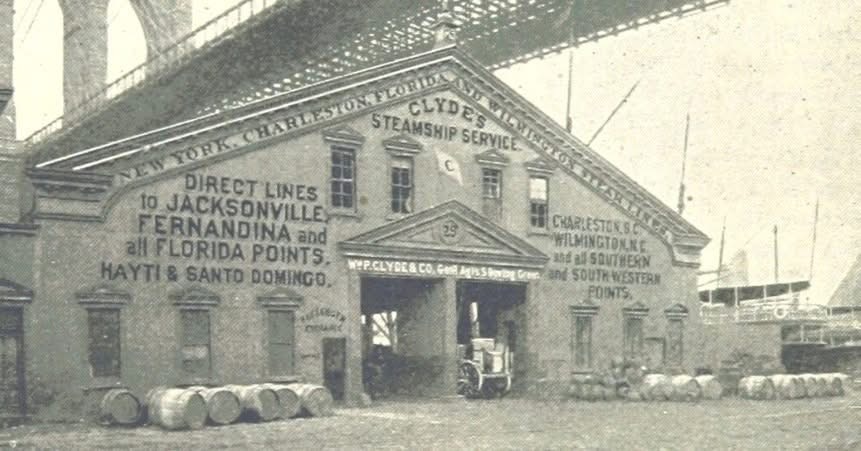 NEW YORK, CHARLESTON, FLORIDA AND WILMINGTON STEAM LINES
CLYDE'S
STEAMSHIP SERVICE.
C
DIRECT LINES
to JACKSONVILLE,
FERNANDINA and
all FLORIDA POINTS.
HAYTI & SANTO DOMINGO.
29
Wm P. CLYDE & CO. Genl. Agts. 5 Bowling Green
CHARLESTON, S.C.
WILMINGTON, N.C.
and all SOUTHERN
and SOUTH WESTERN
POINTS.
PASSENGER
ENTRANCE